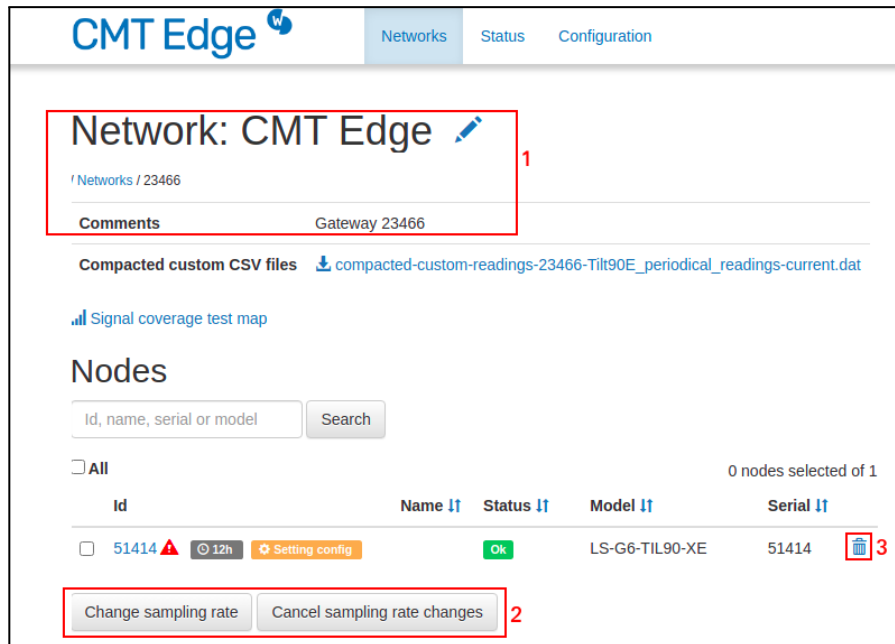 CMT Edge W
Networks Status Configuration
Network: CMT Edge
1
/ Networks / 23466
Comments Gateway 23466
Compacted custom CSV files compacted-custom-readings-23466-Tilt90E_periodical_readings-current.dat
Signal coverage test map
Nodes
Id, name, serial or model Search
All
0 nodes selected of 1
Id Name Status Model Serial
51414 12h Setting config Ok LS-G6-TIL90-XE 51414 3
Change sampling rate Cancel sampling rate changes 2